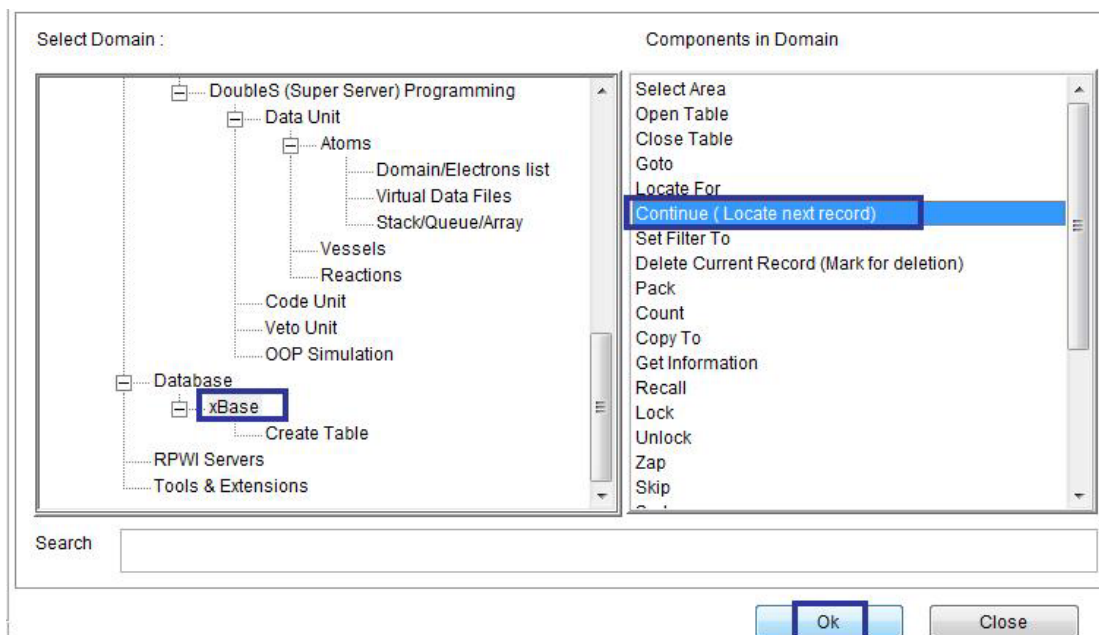 Select Domain :
Components in Domain
DoubleS (Super Server) Programming
Data Unit
Atoms
Domain/Electrons list
Virtual Data Files
Stack/Queue/Array
Vessels
Reactions
Code Unit
Veto Unit
OOP Simulation
Database
xBase
Create Table
RPWI Servers
Tools & Extensions
Select Area
Open Table
Close Table
Goto
Locate For
Continue ( Locate next record)
Set Filter To
Delete Current Record (Mark for deletion)
Pack
Count
Copy To
Get Information
Recall
Lock
Unlock
Zap
Skip
Search
Ok
Close